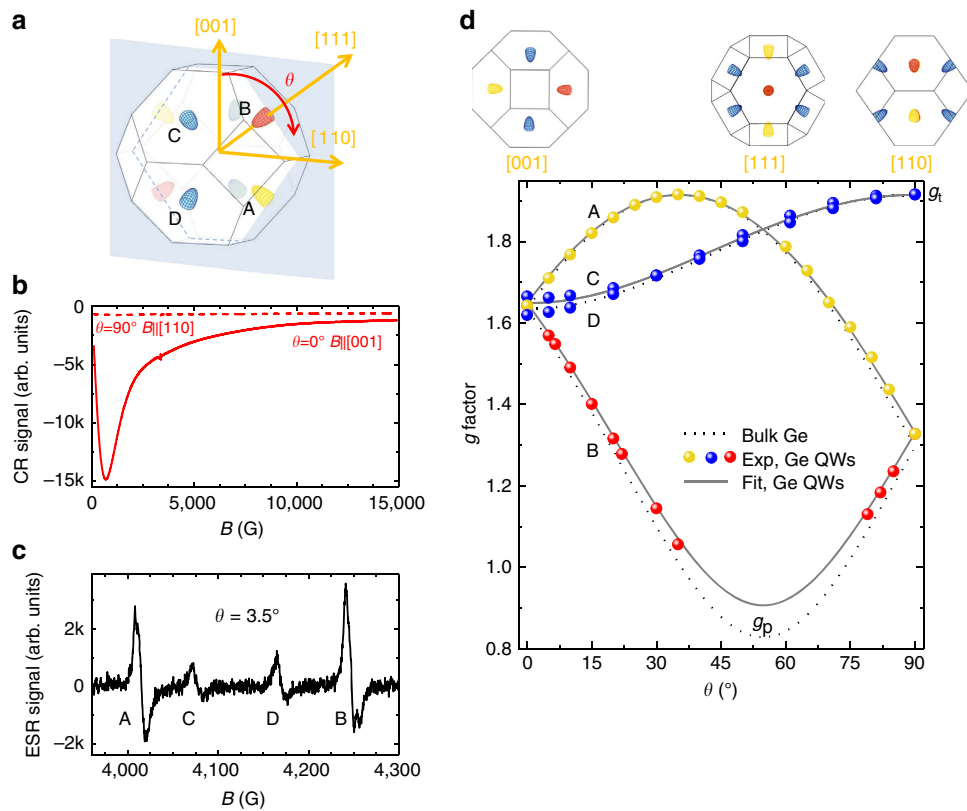 a
[001]
[111]
θ
B
[110]
C
D
A
b
0
−5k
−10k
−15k
θ=90° B||[110]
θ=0° B||[001]
CR signal (arb. units)
0
5,000
10,000
15,000
B (G)
c
2k
0
−2k
θ = 3.5°
A
C
D
B
ESR signal (arb. units)
4,000
4,100
4,200
4,300
B (G)
d
[001]
[111]
[110]
1.8
1.6
1.4
1.2
1.0
0.8
g factor
A
C
D
B
gt
gp
Bulk Ge
Exp, Ge QWs
Fit, Ge QWs
0
15
30
45
60
75
90
θ (°)